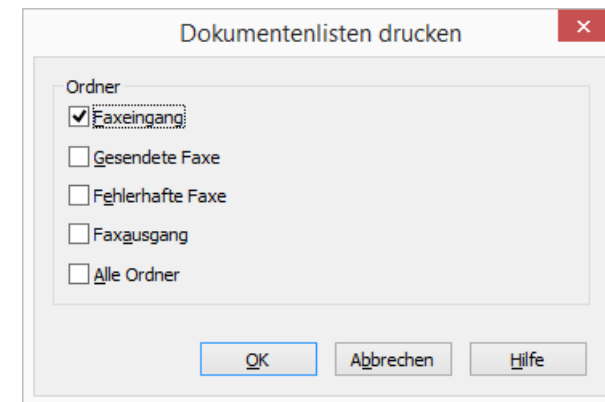 Dokumentenlisten drucken
Ordner
Faxeingang
Gesendete Faxe
Fehlerhafte Faxe
Faxausgang
Alle Ordner
OK Abbrechen Hilfe